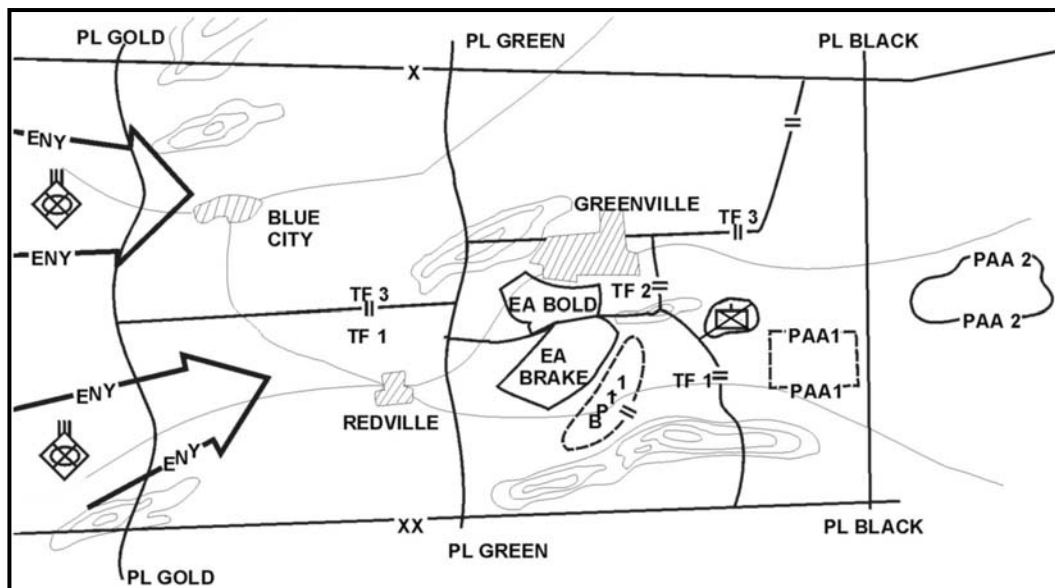 PL GOLD
PL GREEN
PL BLACK
X
ENY
ENY
BLUE
CITY
GREENVILLE
TF 3
TF 3
TF 1
EA BOLD
TF 2
PAA 2
PAA 2
EA
BRAKE
PAA1
PAA1
TF 1
ENY
ENY
REDVILLE
B P 1
XX
PL GREEN
PL BLACK
PL GOLD